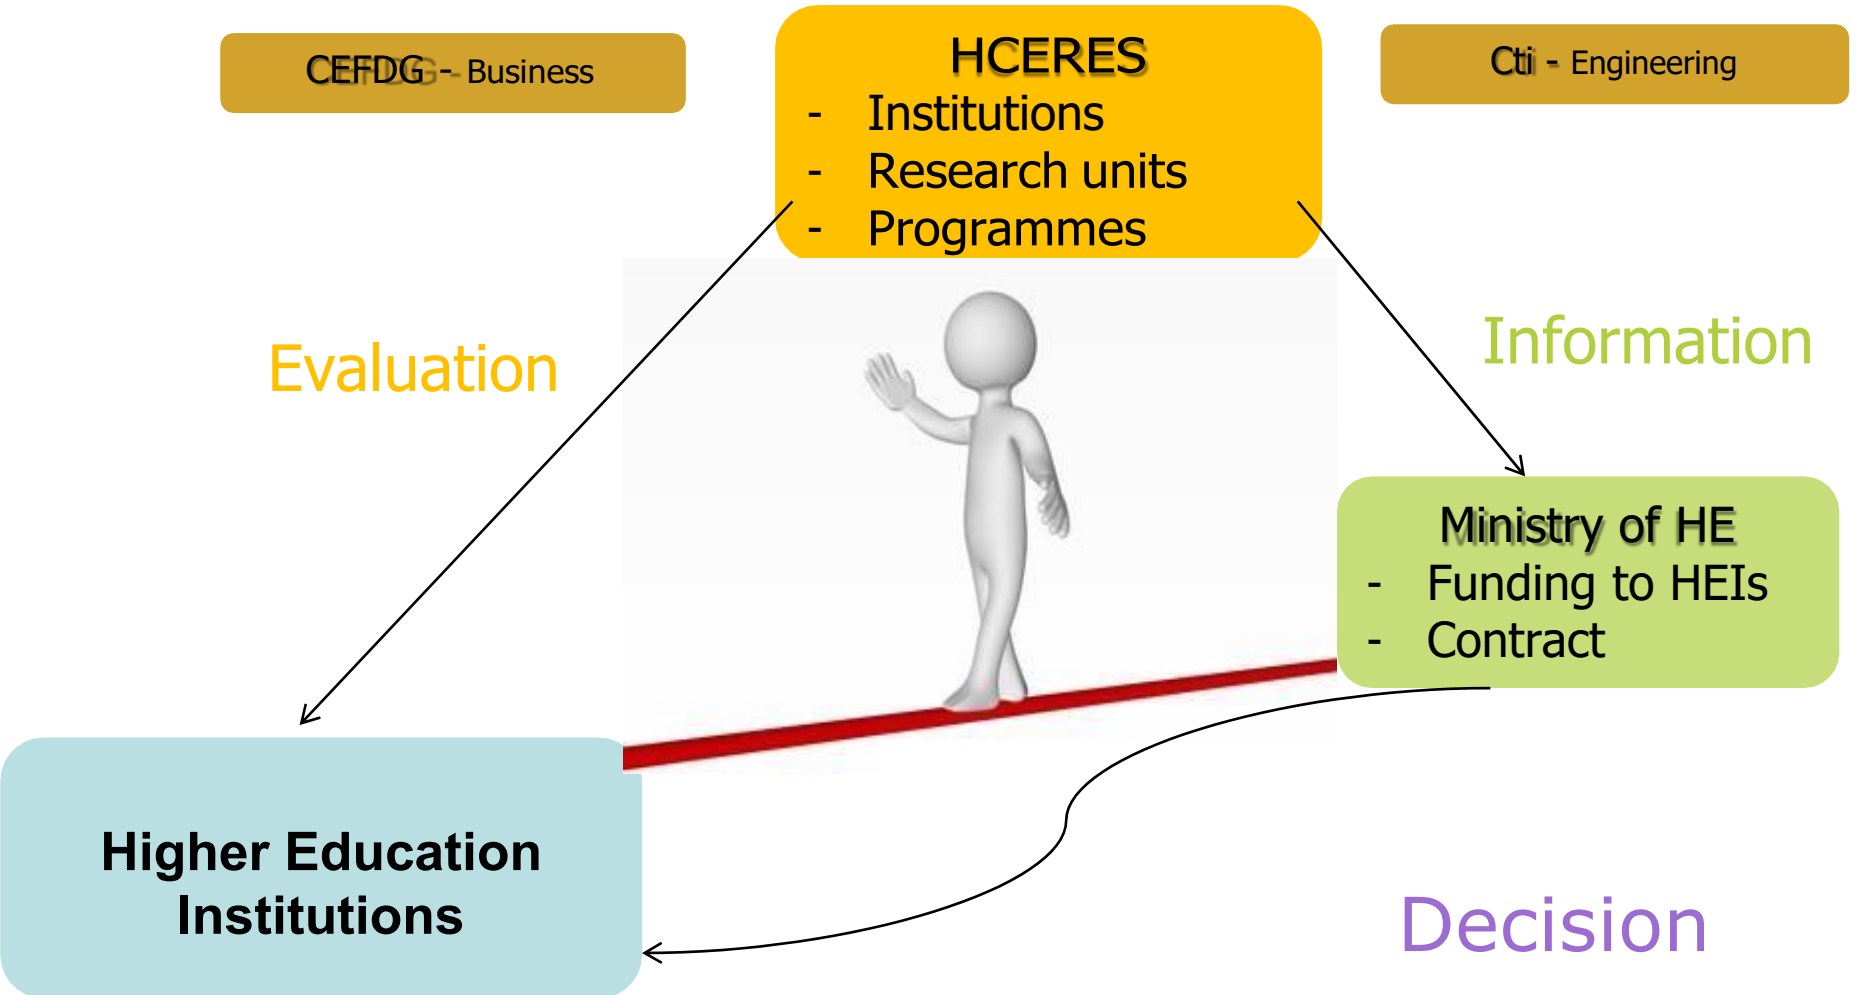 CEFDG - Business
HCERES
- Institutions
- Research units
- Programmes
Cti - Engineering
Evaluation
Information
Ministry of HE
- Funding to HEIs
- Contract
Higher Education
Institutions
Decision